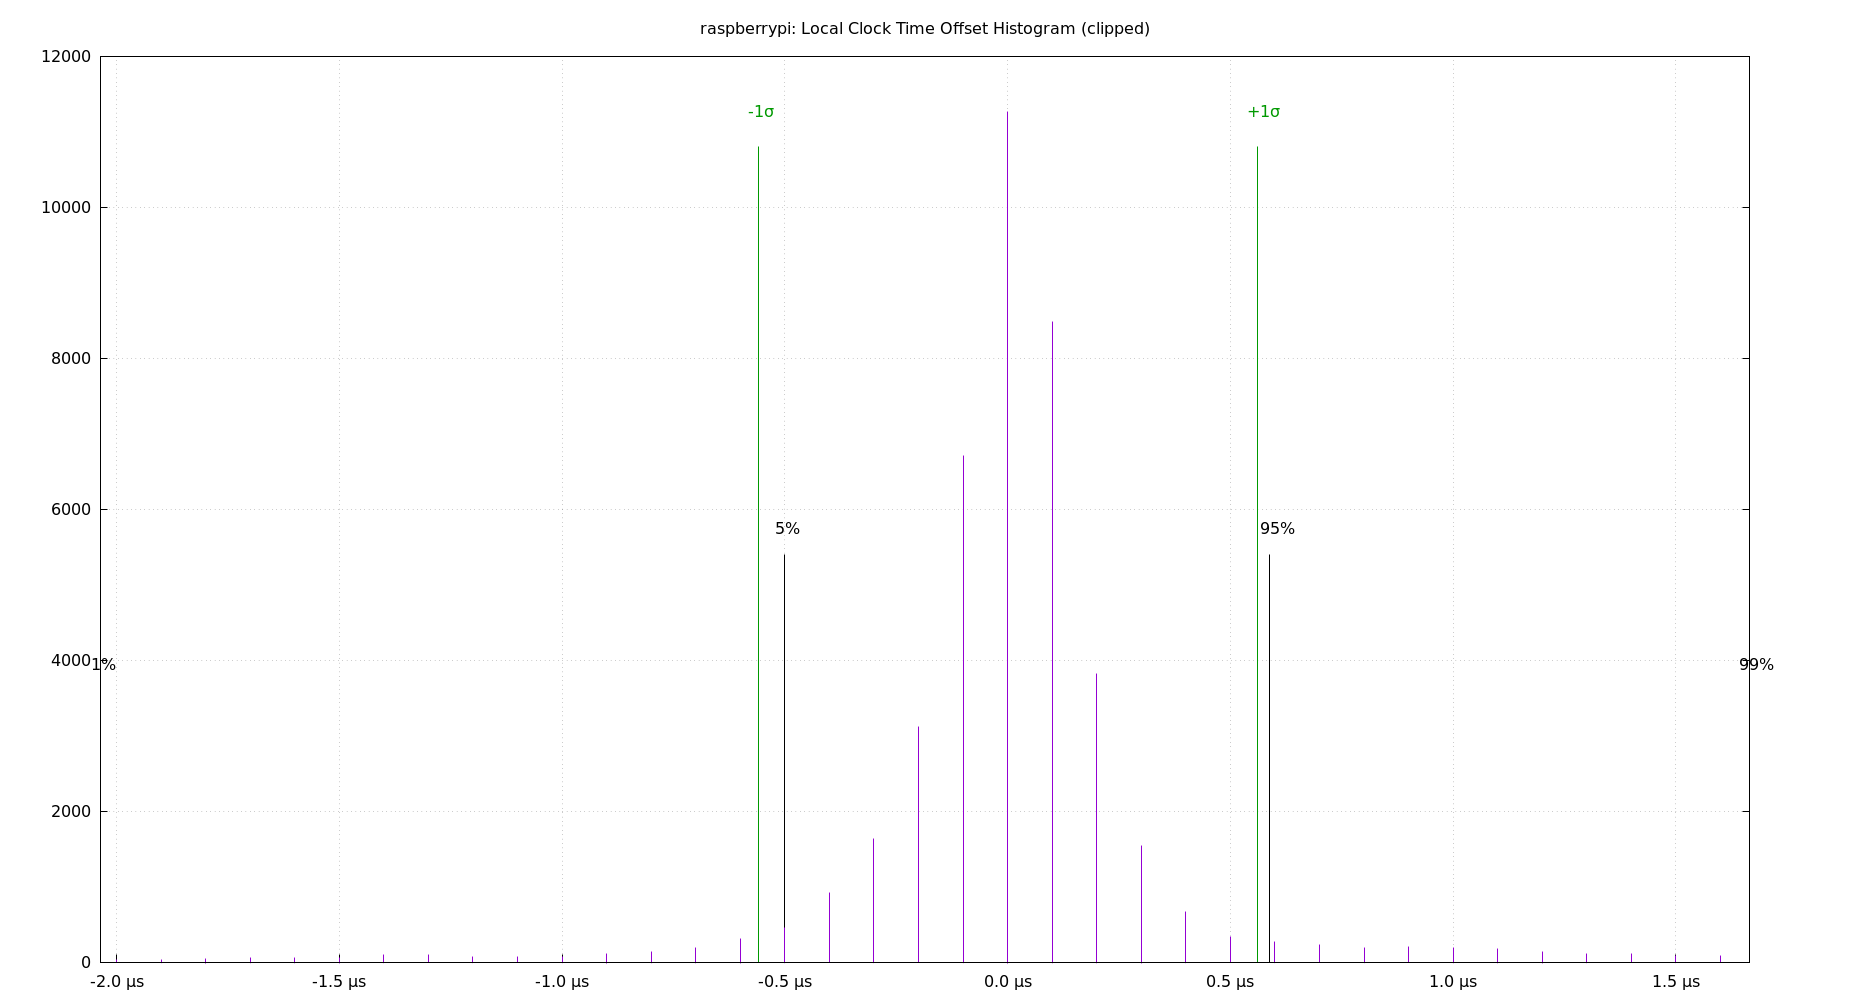 raspberrypi: Local Clock Time Offset Histogram (clipped)
12000
-1σ
+1σ
10000
8000
6000
5%
95%
4000
1%
99%
2000
0
-2.0 µs
-1.5 µs
-1.0 µs
-0.5 µs
0.0 µs
0.5 µs
1.0 µs
1.5 µs